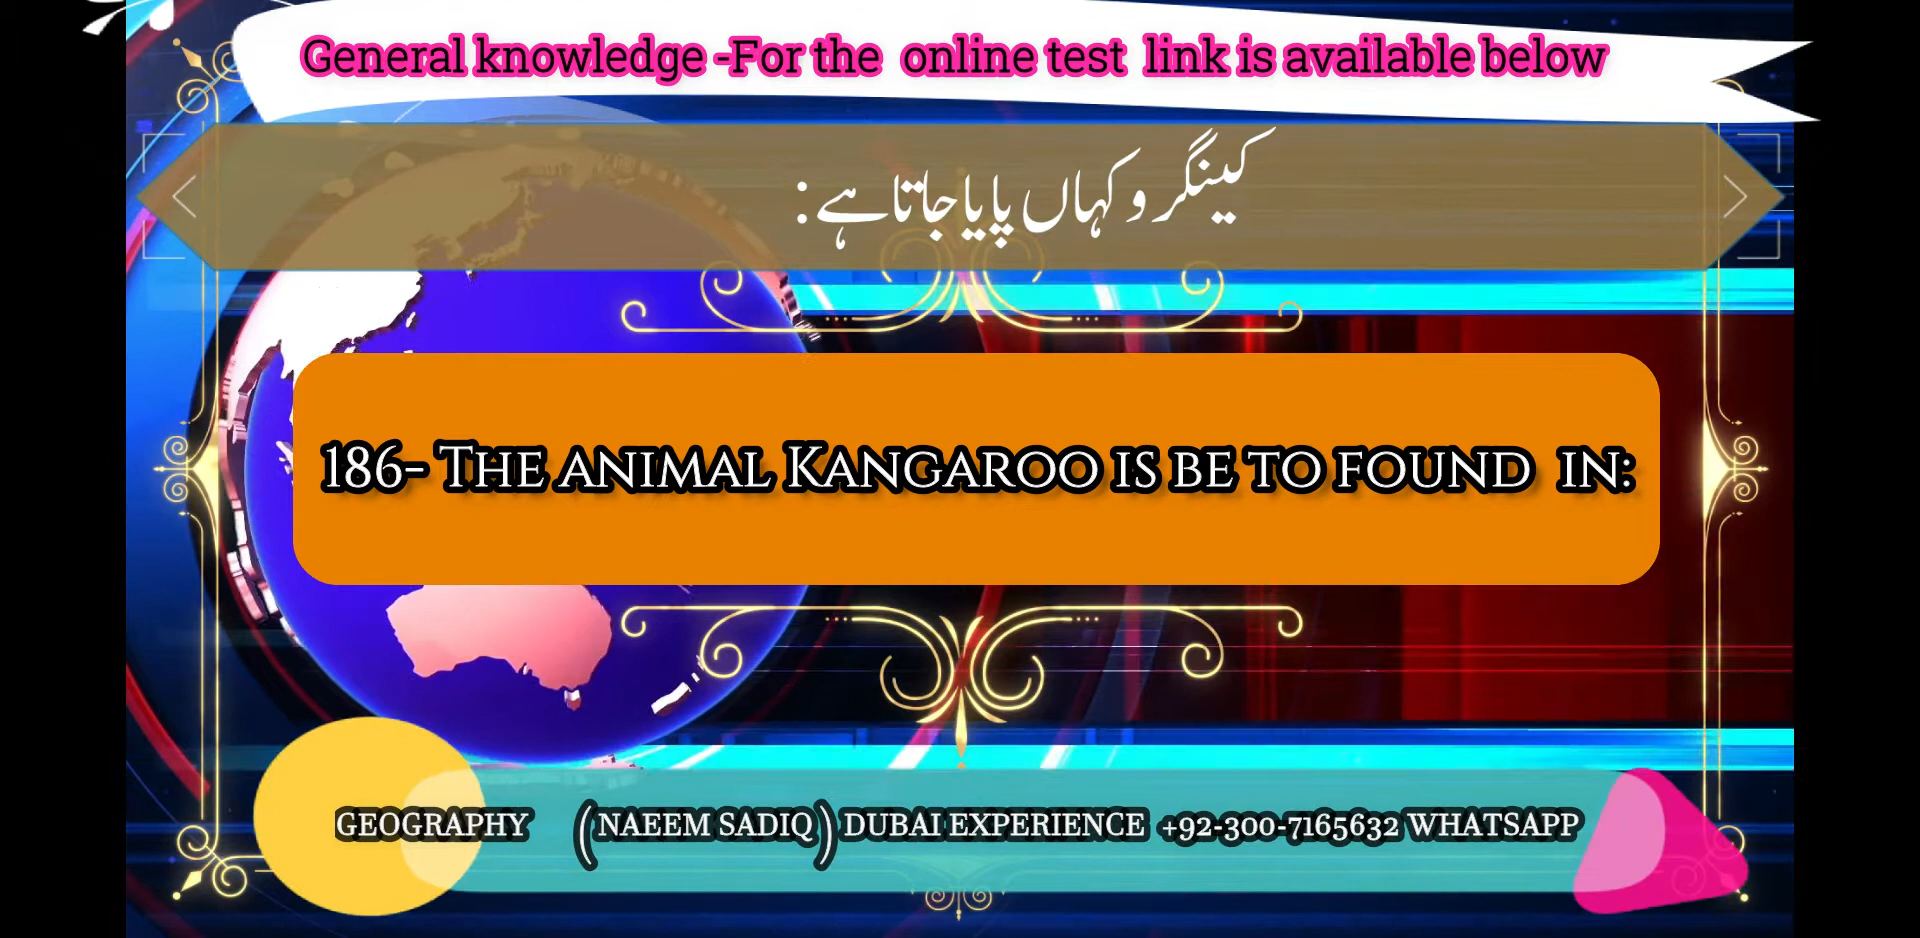 General knowledge -For the online test link is available below
کینگرو کہاں پایا جاتا ہے :
186- The animal Kangaroo is be to found in:
GEOGRAPHY (NAEEM SADIQ) DUBAI EXPERIENCE +92-300-7165632 WHATSAPP